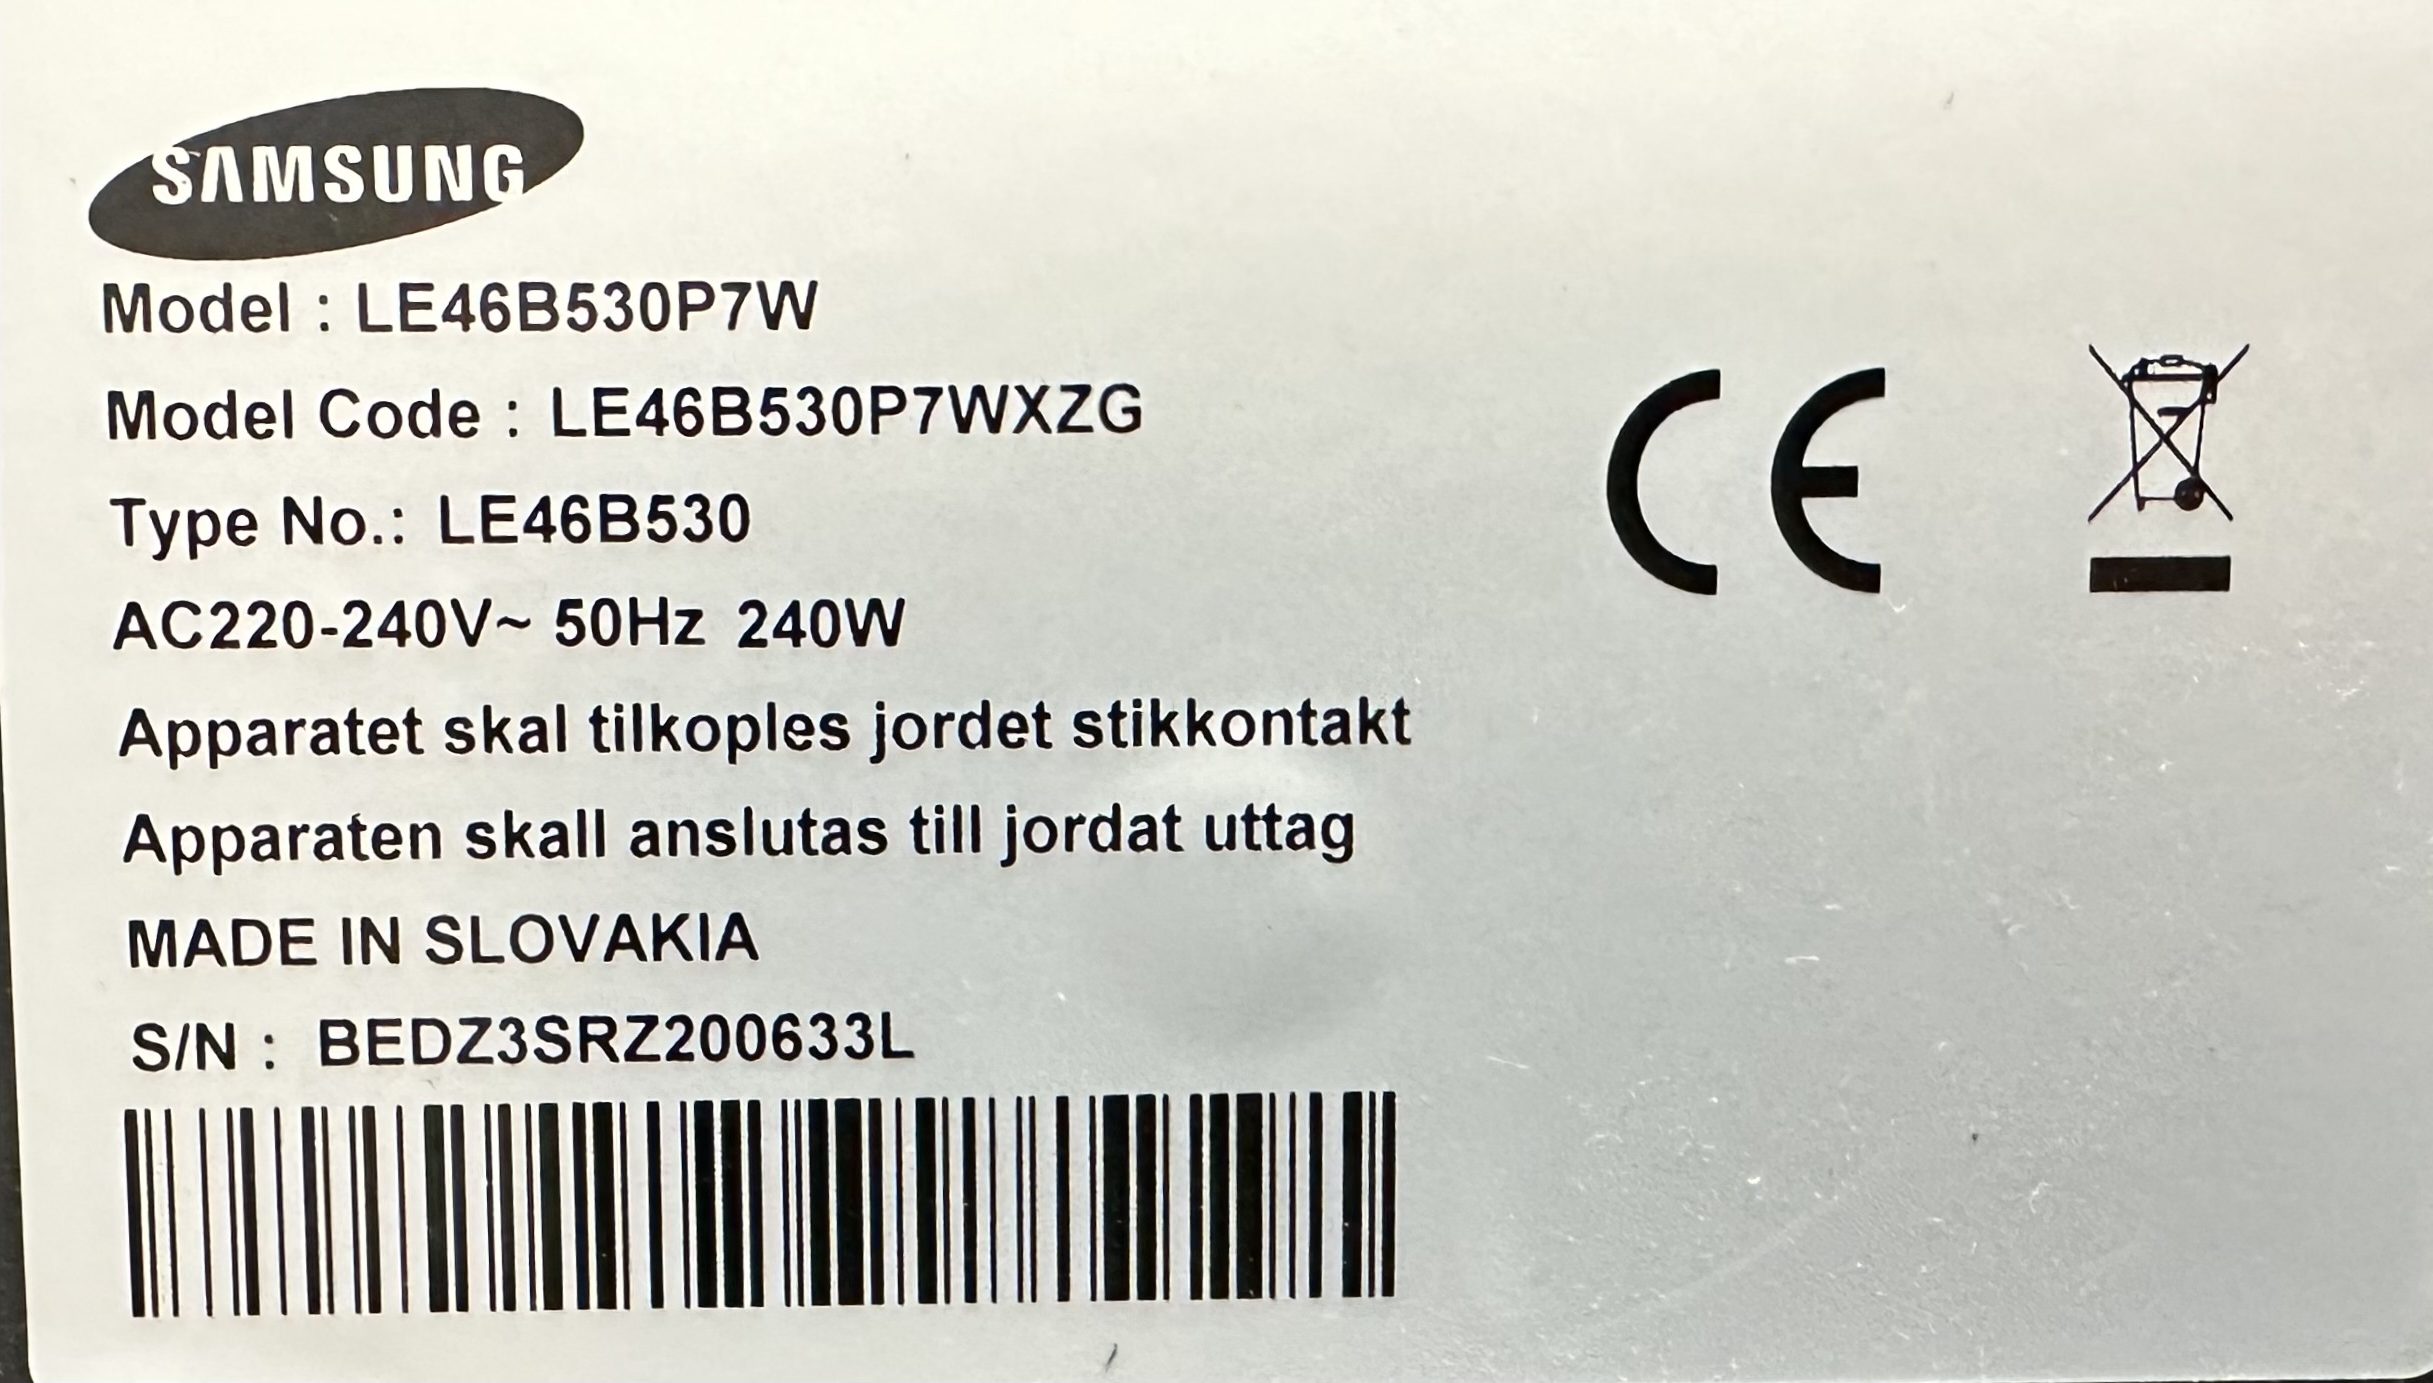 SAMSUNG
Model : LE46B530P7W
Model Code : LE46B530P7WXZG
Type No.: LE46B530
AC220-240V~ 50Hz 240W
Apparatet skal tilkoples jordet stikkontakt
Apparaten skall anslutas till jordat uttag
MADE IN SLOVAKIA
S/N : BEDZ3SRZ200633L
CE